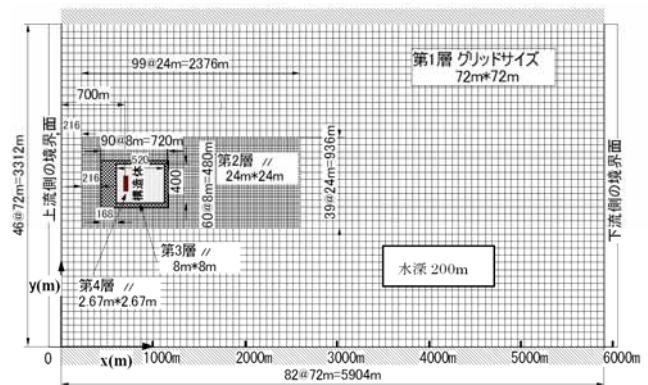 99@24m=2376m
第1層 グリッドサイズ
72m*72m
700m
216
90@8m=720m
520
第2層 〃
24m*24m
216
構造体
400
60@8m=480m
39@24m=936m
168
第3層 〃
8m*8m
第4層 〃
2.67m*2.67m
46@72m=3312m
上流側の境界面
下流側の境界面
水深 200m
y(m)
x(m)
0
1000m
2000m
3000m
4000m
5000m
6000m
82@72m=5904m